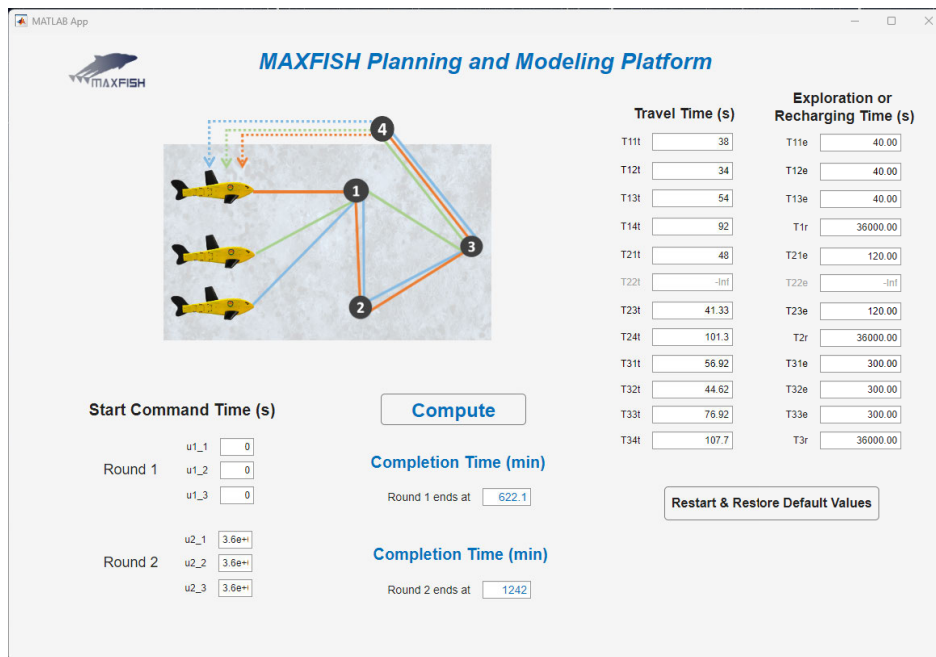 MATLAB App
MAXFISH
MAXFISH Planning and Modeling Platform
4
1
3
2
Travel Time (s)
T11t 38
T12t 34
T13t 54
T14t 92
T21t 48
T22t -Inf
T23t 41.33
T24t 101.3
T31t 56.92
T32t 44.62
T33t 76.92
T34t 107.7
Exploration or
Recharging Time (s)
T11e 40.00
T12e 40.00
T13e 40.00
T1r 36000.00
T21e 120.00
T22e -Inf
T23e 120.00
T2r 36000.00
T31e 300.00
T32e 300.00
T33e 300.00
T3r 36000.00
Start Command Time (s)
Round 1
u1_1 0
u1_2 0
u1_3 0
Round 2
u2_1 3.6e+
u2_2 3.6e+
u2_3 3.6e+
Compute
Completion Time (min)
Round 1 ends at 622.1
Completion Time (min)
Round 2 ends at 1242
Restart & Restore Default Values